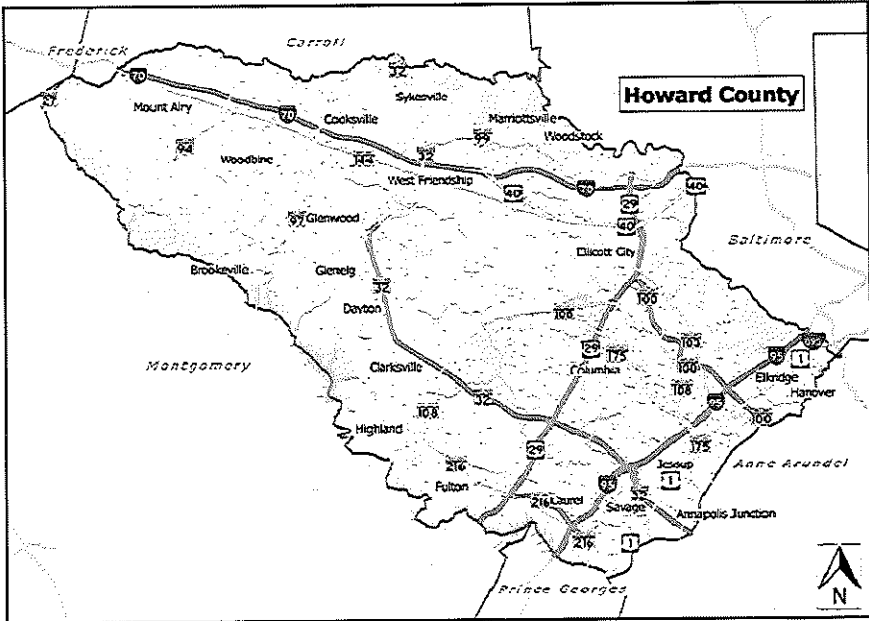 Carroll
Frederick
32
70
Sykesville
Howard County
Mount Airy
70
Cooksville
Marriottsville
99
Woodstock
94
Woodbine
144
32
West Friendship
40
29
40
97
Glenwood
40
Baltimore
Ellicott City
Brookeville
Glenelg
32
100
Dayton
108
103
29
175
95
1
Montgomery
Columbia
100
Clarksville
Elkridge
108
Hanover
32
95
108
100
Highland
175
29
Jessup
Anne Arundel
216
1
Fulton
95
32
216
Laurel
Savage
Annapolis Junction
216
1
Prince Georges
N